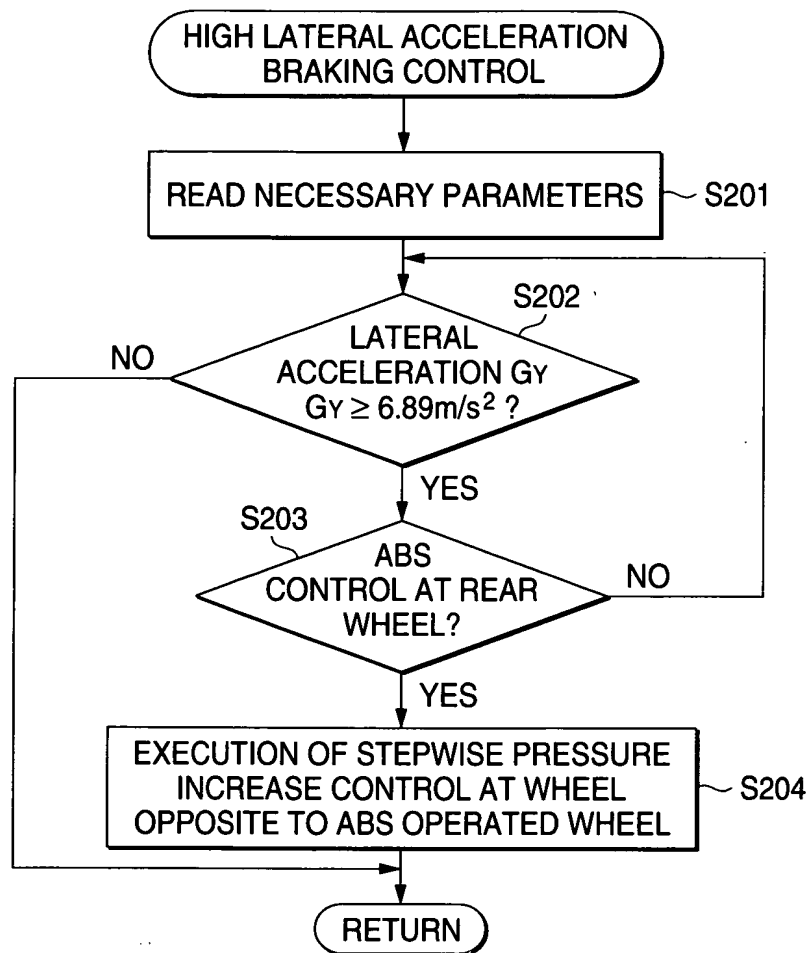 HIGH LATERAL ACCELERATION
BRAKING CONTROL
READ NECESSARY PARAMETERS
S201
S202
LATERAL
ACCELERATION GY
GY ≥ 6.89m/s² ?
NO
YES
S203
ABS
CONTROL AT REAR
WHEEL?
NO
YES
EXECUTION OF STEPWISE PRESSURE
INCREASE CONTROL AT WHEEL
OPPOSITE TO ABS OPERATED WHEEL
S204
RETURN